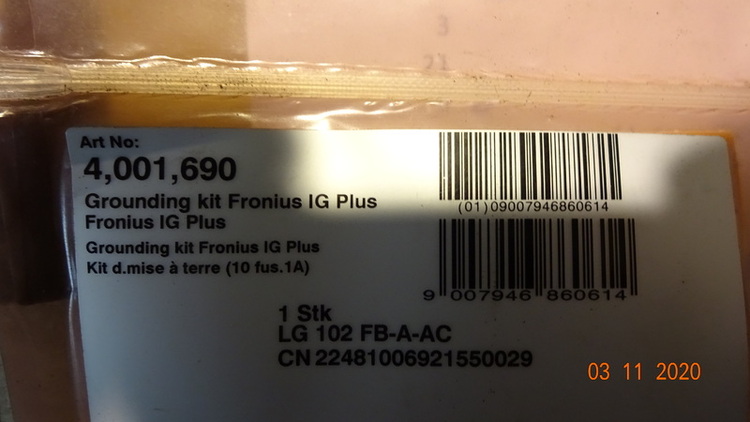 3
21
Art No:
4,001,690
Grounding kit Fronius IG Plus
Fronius IG Plus
Grounding kit Fronius IG Plus
Kit d.mise à terre (10 fus.1A)
(01)09007946860614
9 007946 860614
1 Stk
LG 102 FB-A-AC
CN 22481006921550029
03 11 2020